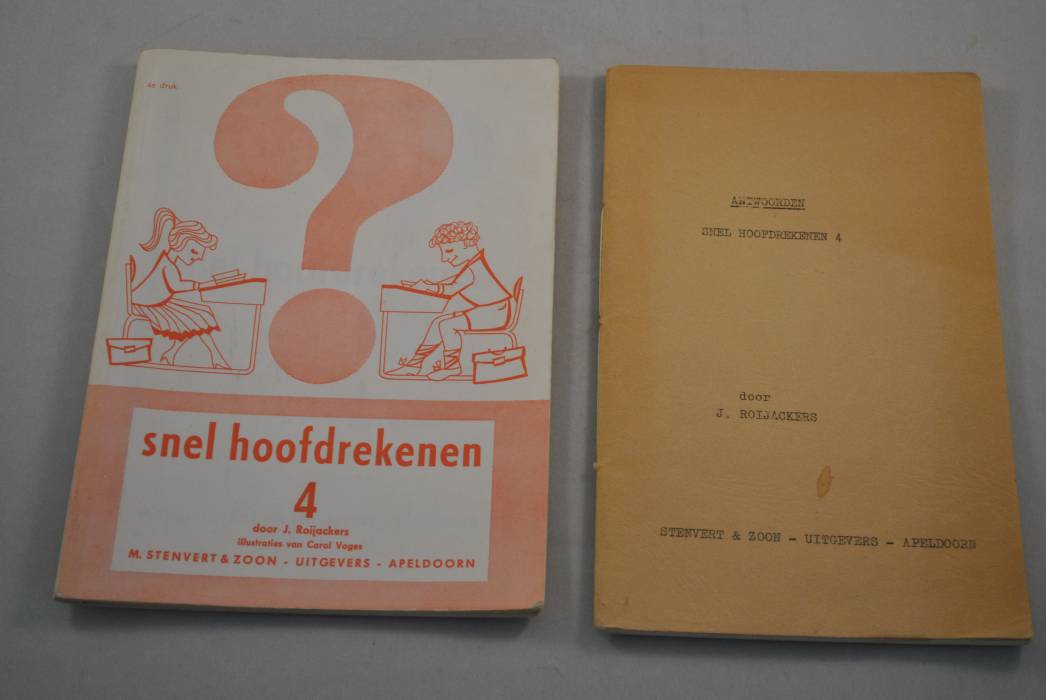 4e druk
snel hoofdrekenen
4
door J. Roijackers
illustraties van Carol Voges
M. STENVERT & ZOON - UITGEVERS - APELDOORN
ANTWOORDEN
SNEL HOOFDREKENEN 4
door
J. ROIJACKERS
STENVERT & ZOON - UITGEVERS - APELDOORN